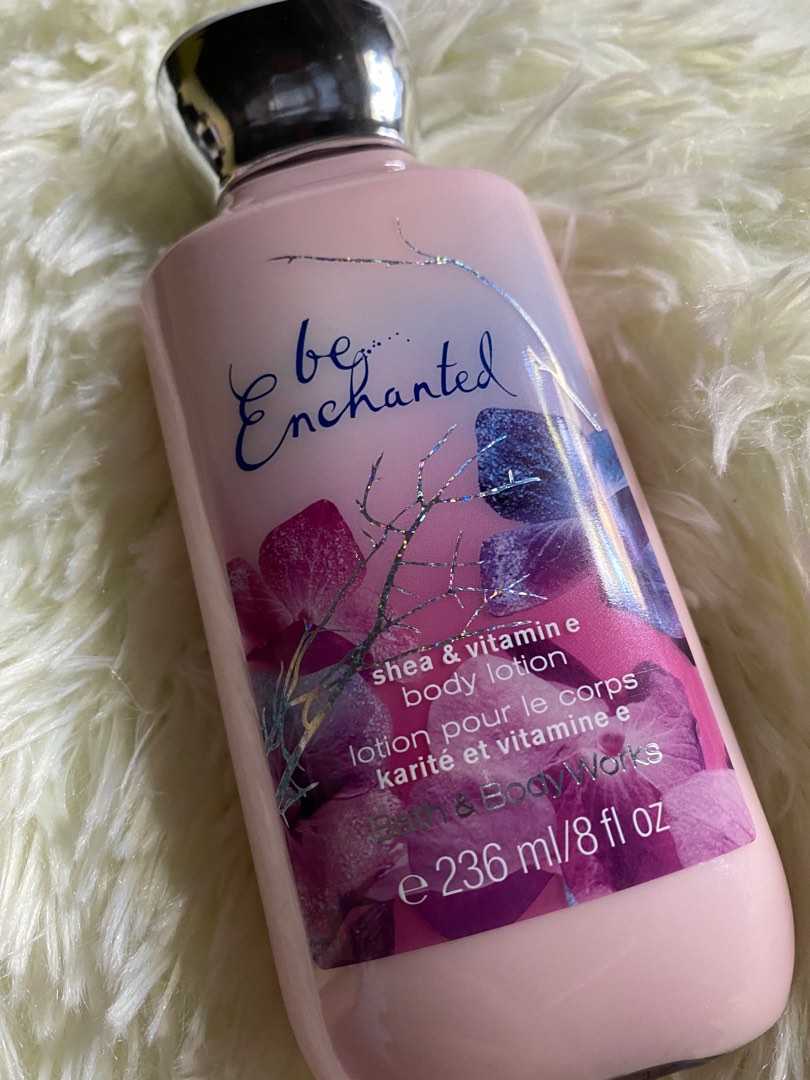 be
Enchanted
shea & vitamin e
body lotion
lotion pour le corps
karité et vitamine e
Bath & Body Works
℮ 236 ml/8 fl oz